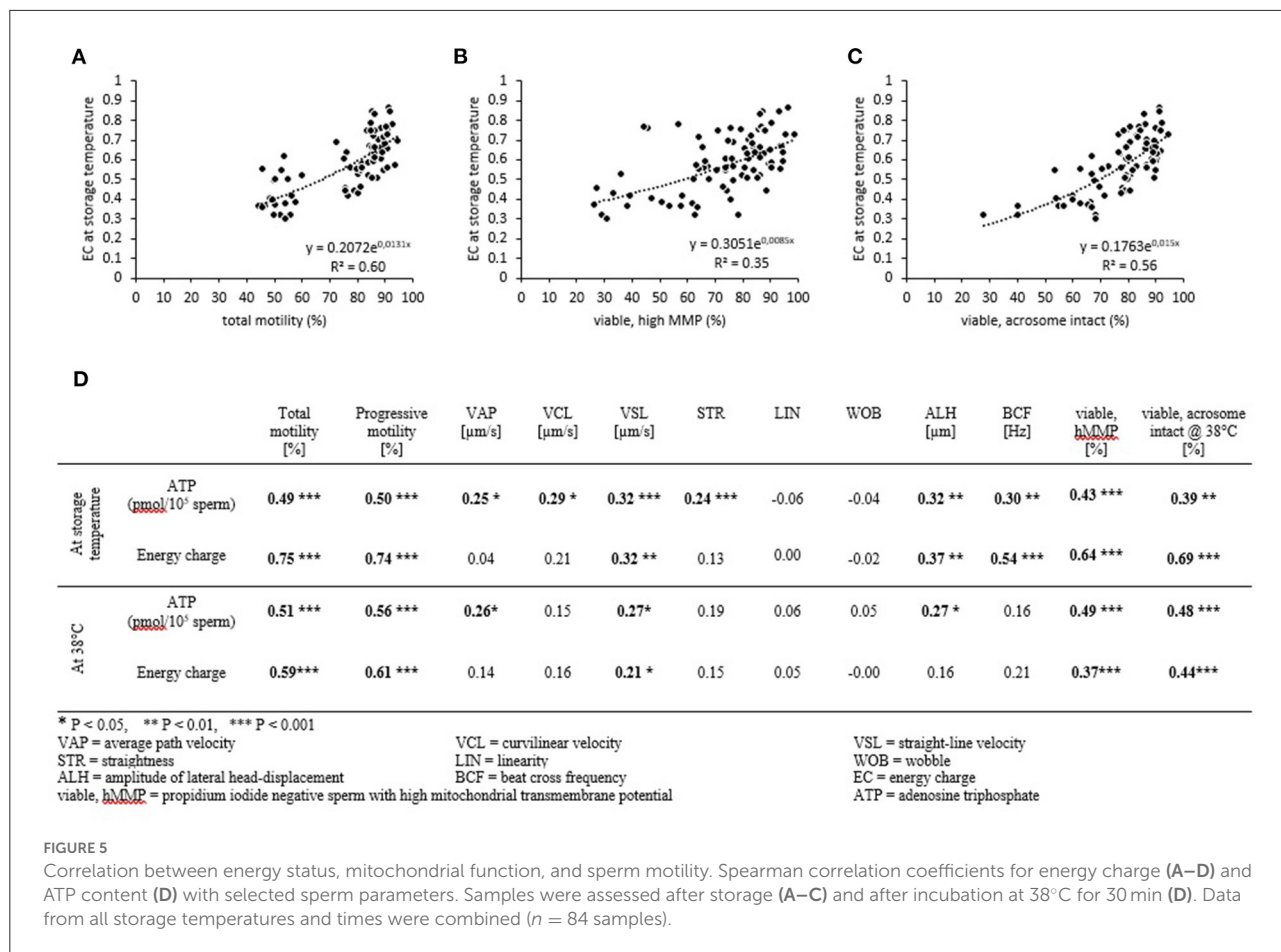 A
B
C
EC at storage temperature
1
0.9
0.8
0.7
0.6
0.5
0.4
0.3
0.2
0.1
0
0 10 20 30 40 50 60 70 80 90 100
total motility (%)
y = 0.2072e^0,0131x
R² = 0.60
EC at storage temperature
1
0.9
0.8
0.7
0.6
0.5
0.4
0.3
0.2
0.1
0
0 10 20 30 40 50 60 70 80 90 100
viable, high MMP (%)
y = 0.3051e^0,0085x
R² = 0.35
EC at storage temperature
1
0.9
0.8
0.7
0.6
0.5
0.4
0.3
0.2
0.1
0
0 10 20 30 40 50 60 70 80 90 100
viable, acrosome intact (%)
y = 0.1763e^0,015x
R² = 0.56
D
Total motility [%] Progressive motility [%] VAP [µm/s] VCL [µm/s] VSL [µm/s] STR LIN WOB ALH [µm] BCF [Hz] viable, hMMP [%] viable, acrosome intact @ 38°C [%]
At storage temperature
ATP (pmol/10⁵ sperm) 0.49 *** 0.50 *** 0.25 * 0.29 * 0.32 *** 0.24 *** -0.06 -0.04 0.32 ** 0.30 ** 0.43 *** 0.39 **
Energy charge 0.75 *** 0.74 *** 0.04 0.21 0.32 ** 0.13 0.00 -0.02 0.37 ** 0.54 *** 0.64 *** 0.69 ***
At 38°C
ATP (pmol/10⁵ sperm) 0.51 *** 0.56 *** 0.26* 0.15 0.27* 0.19 0.06 0.05 0.27 * 0.16 0.49 *** 0.48 ***
Energy charge 0.59*** 0.61 *** 0.14 0.16 0.21 * 0.15 0.05 -0.00 0.16 0.21 0.37*** 0.44***
* P < 0.05, ** P < 0.01, *** P < 0.001
VAP = average path velocity VCL = curvilinear velocity VSL = straight-line velocity
STR = straightness LIN = linearity WOB = wobble
ALH = amplitude of lateral head-displacement BCF = beat cross frequency EC = energy charge
viable, hMMP = propidium iodide negative sperm with high mitochondrial transmembrane potential ATP = adenosine triphosphate
FIGURE 5
Correlation between energy status, mitochondrial function, and sperm motility. Spearman correlation coefficients for energy charge (A–D) and
ATP content (D) with selected sperm parameters. Samples were assessed after storage (A–C) and after incubation at 38°C for 30 min (D). Data
from all storage temperatures and times were combined (n = 84 samples).